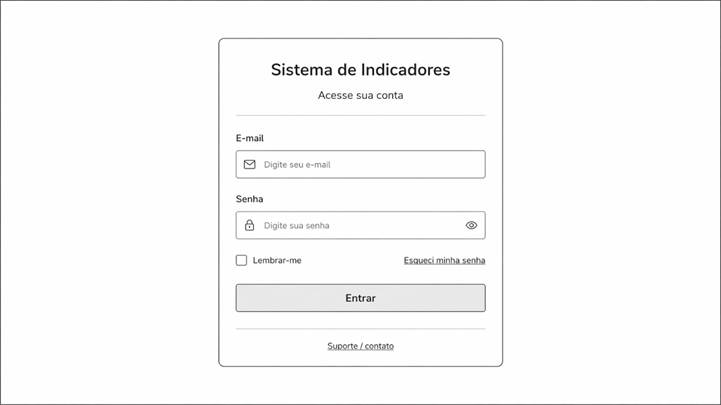 Sistema de Indicadores
Acesse sua conta
E-mail
Digite seu e-mail
Senha
Digite sua senha
Lembrar-me
Esqueci minha senha
Entrar
Suporte / contato